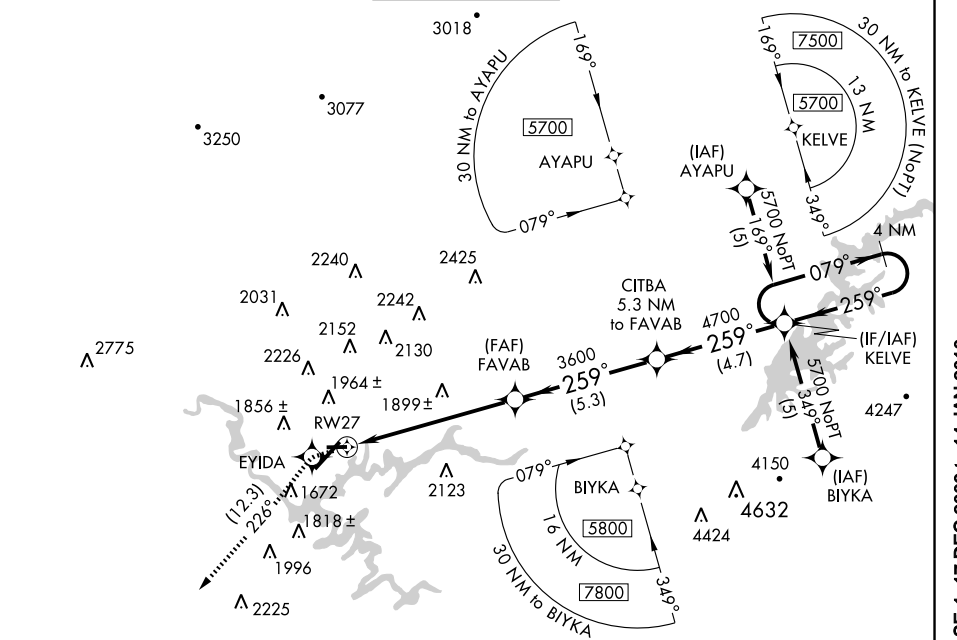 3018
169°
169°
7500
30 NM to KELVE (NoPT)
30 NM to AYAPU
3077
5700
13 NM
3250
5700
AYAPU
KELVE
(IAF)
AYAPU
079°
349°
5700 NoPT
169°
(5)
4 NM
079°
2240
2425
CITBA
5.3 NM
to FAVAB
259°
2031
2242
4700
259°
(4.7)
(IF/IAF)
KELVE
2152
2130
2775
2226
(FAF)
FAVAB
3600
259°
(5.3)
5700 NoPT
349°
(5)
1964 ±
1899 ±
1856 ±
4247
RW27
EYIDA
079°
BIYKA
4150
(IAF)
BIYKA
2123
1672
(12.3)
226°
4632
5800
16 NM
4424
1818 ±
1996
349°
7800
30 NM to BIYKA
2225